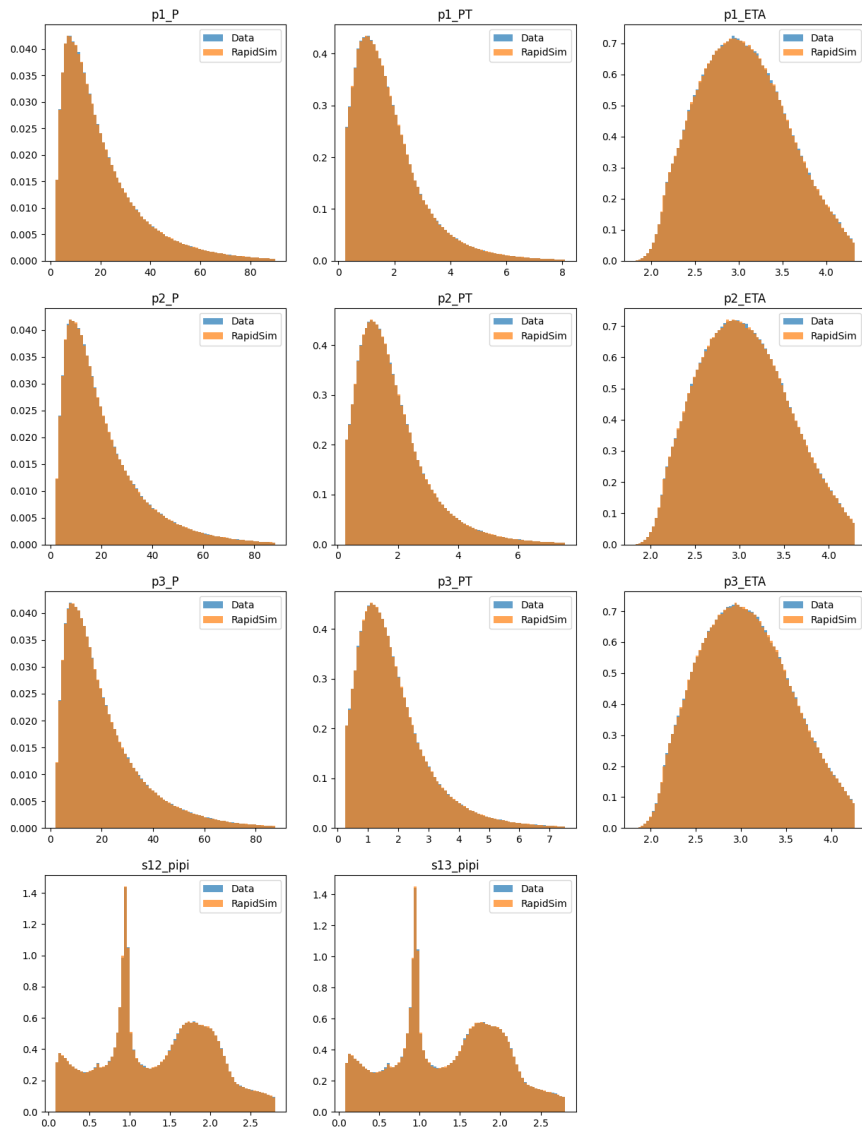 p1_P
Data
RapidSim
0.040
0.035
0.030
0.025
0.020
0.015
0.010
0.005
0.000
0 20 40 60 80
p1_PT
Data
RapidSim
0.4
0.3
0.2
0.1
0.0
0 2 4 6 8
p1_ETA
Data
RapidSim
0.7
0.6
0.5
0.4
0.3
0.2
0.1
0.0
2.0 2.5 3.0 3.5 4.0
p2_P
Data
RapidSim
0.040
0.035
0.030
0.025
0.020
0.015
0.010
0.005
0.000
0 20 40 60 80
p2_PT
Data
RapidSim
0.4
0.3
0.2
0.1
0.0
0 2 4 6
p2_ETA
Data
RapidSim
0.7
0.6
0.5
0.4
0.3
0.2
0.1
0.0
2.0 2.5 3.0 3.5 4.0
p3_P
Data
RapidSim
0.040
0.035
0.030
0.025
0.020
0.015
0.010
0.005
0.000
0 20 40 60 80
p3_PT
Data
RapidSim
0.4
0.3
0.2
0.1
0.0
0 1 2 3 4 5 6 7
p3_ETA
Data
RapidSim
0.7
0.6
0.5
0.4
0.3
0.2
0.1
0.0
2.0 2.5 3.0 3.5 4.0
s12_pipi
Data
RapidSim
1.4
1.2
1.0
0.8
0.6
0.4
0.2
0.0
0.0 0.5 1.0 1.5 2.0 2.5
s13_pipi
Data
RapidSim
1.4
1.2
1.0
0.8
0.6
0.4
0.2
0.0
0.0 0.5 1.0 1.5 2.0 2.5